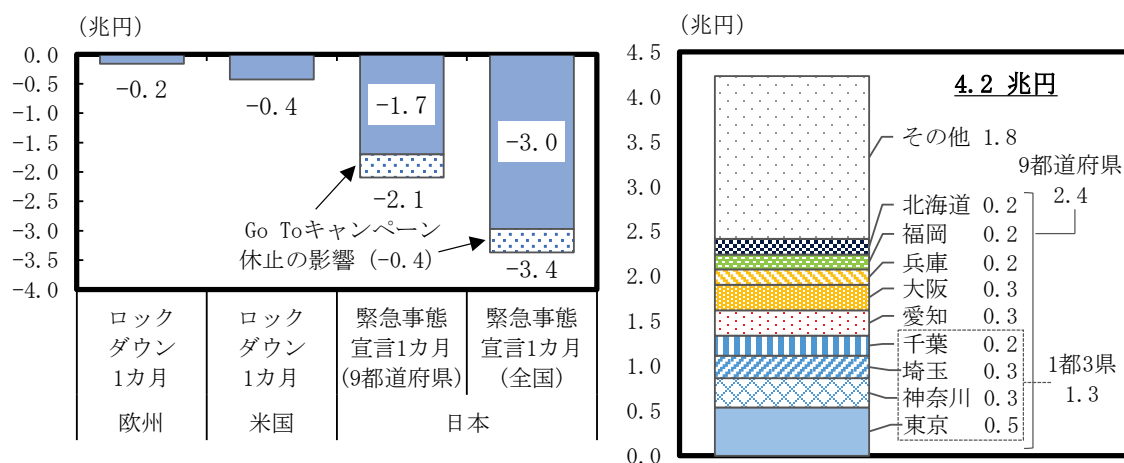 (兆円)
0.0
-0.5
-1.0
-1.5
-2.0
-2.5
-3.0
-3.5
-4.0
-0.2
-0.4
-1.7
-2.1
-3.0
-3.4
Go Toキャンペーン
休止の影響（-0.4）
ロック
ダウン
1カ月
ロック
ダウン
1カ月
緊急事態
宣言1カ月
(9都道府県)
緊急事態
宣言1カ月
(全国)
欧州
米国
日本
(兆円)
4.5
4.0
3.5
3.0
2.5
2.0
1.5
1.0
0.5
0.0
4.2 兆円
その他 1.8
北海道 0.2
福岡 0.2
兵庫 0.2
大阪 0.3
愛知 0.3
千葉 0.2
埼玉 0.3
神奈川 0.3
東京 0.5
9都道府県
2.4
1都3県
1.3